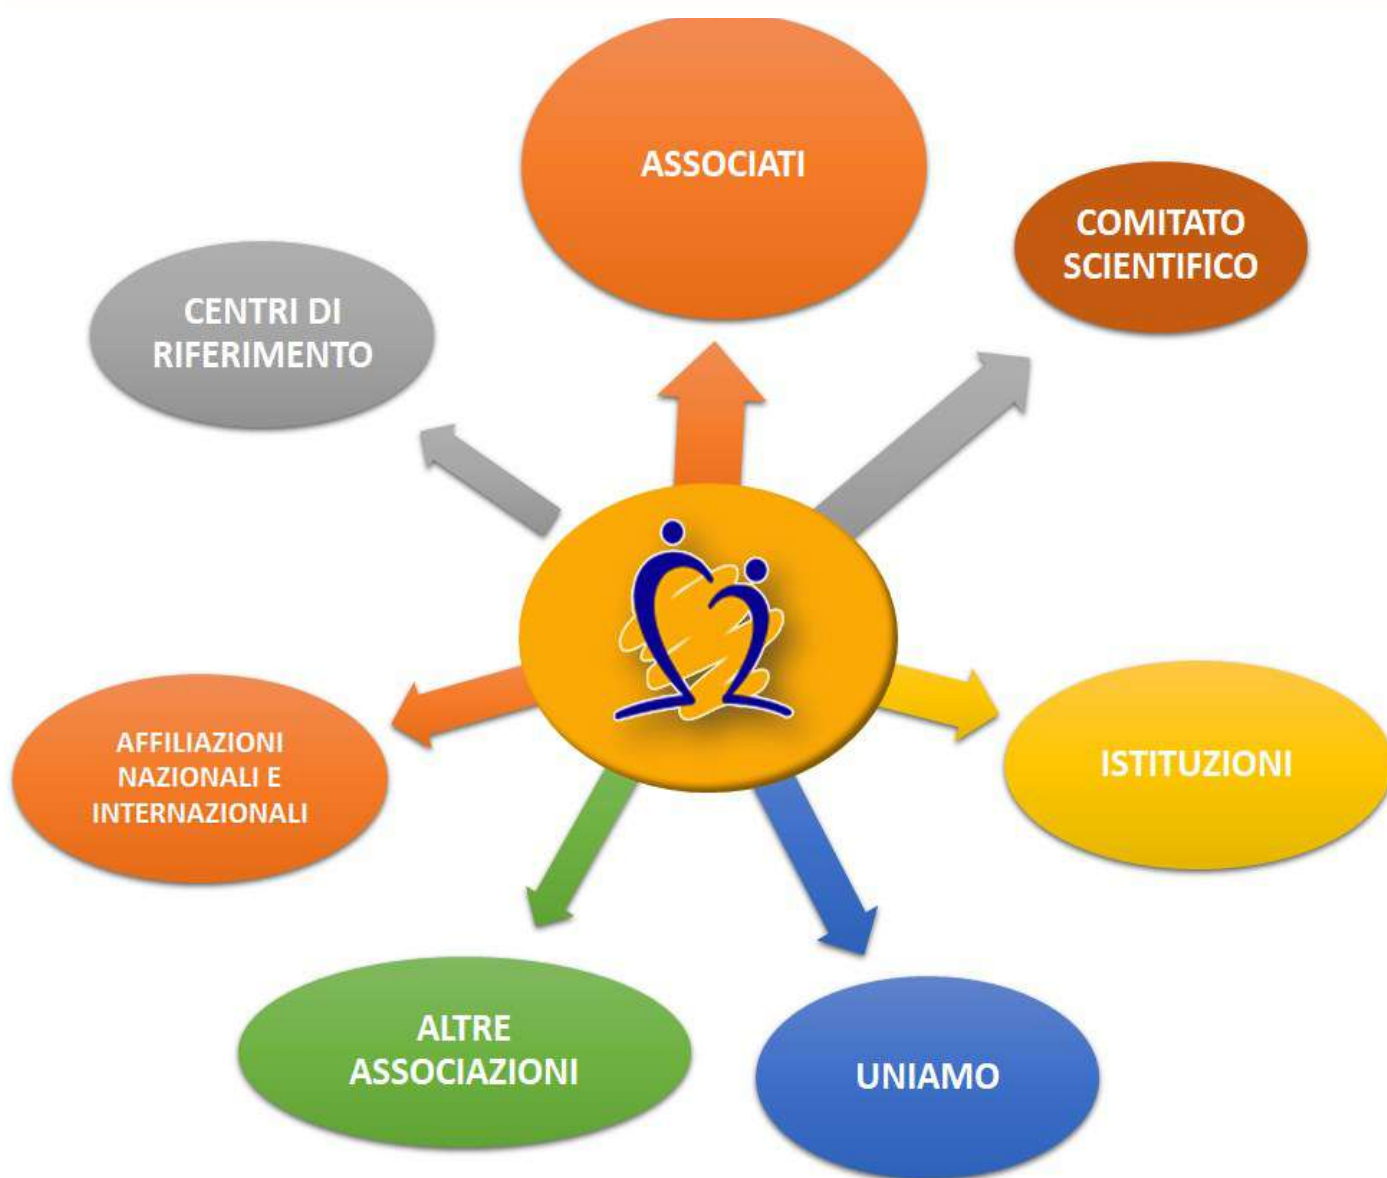 ASSOCIATI
COMITATO
SCIENTIFICO
CENTRI DI
RIFERIMENTO
AFFILIAZIONI
NAZIONALI E
INTERNAZIONALI
ISTITUZIONI
ALTRE
ASSOCIAZIONI
UNIAMO